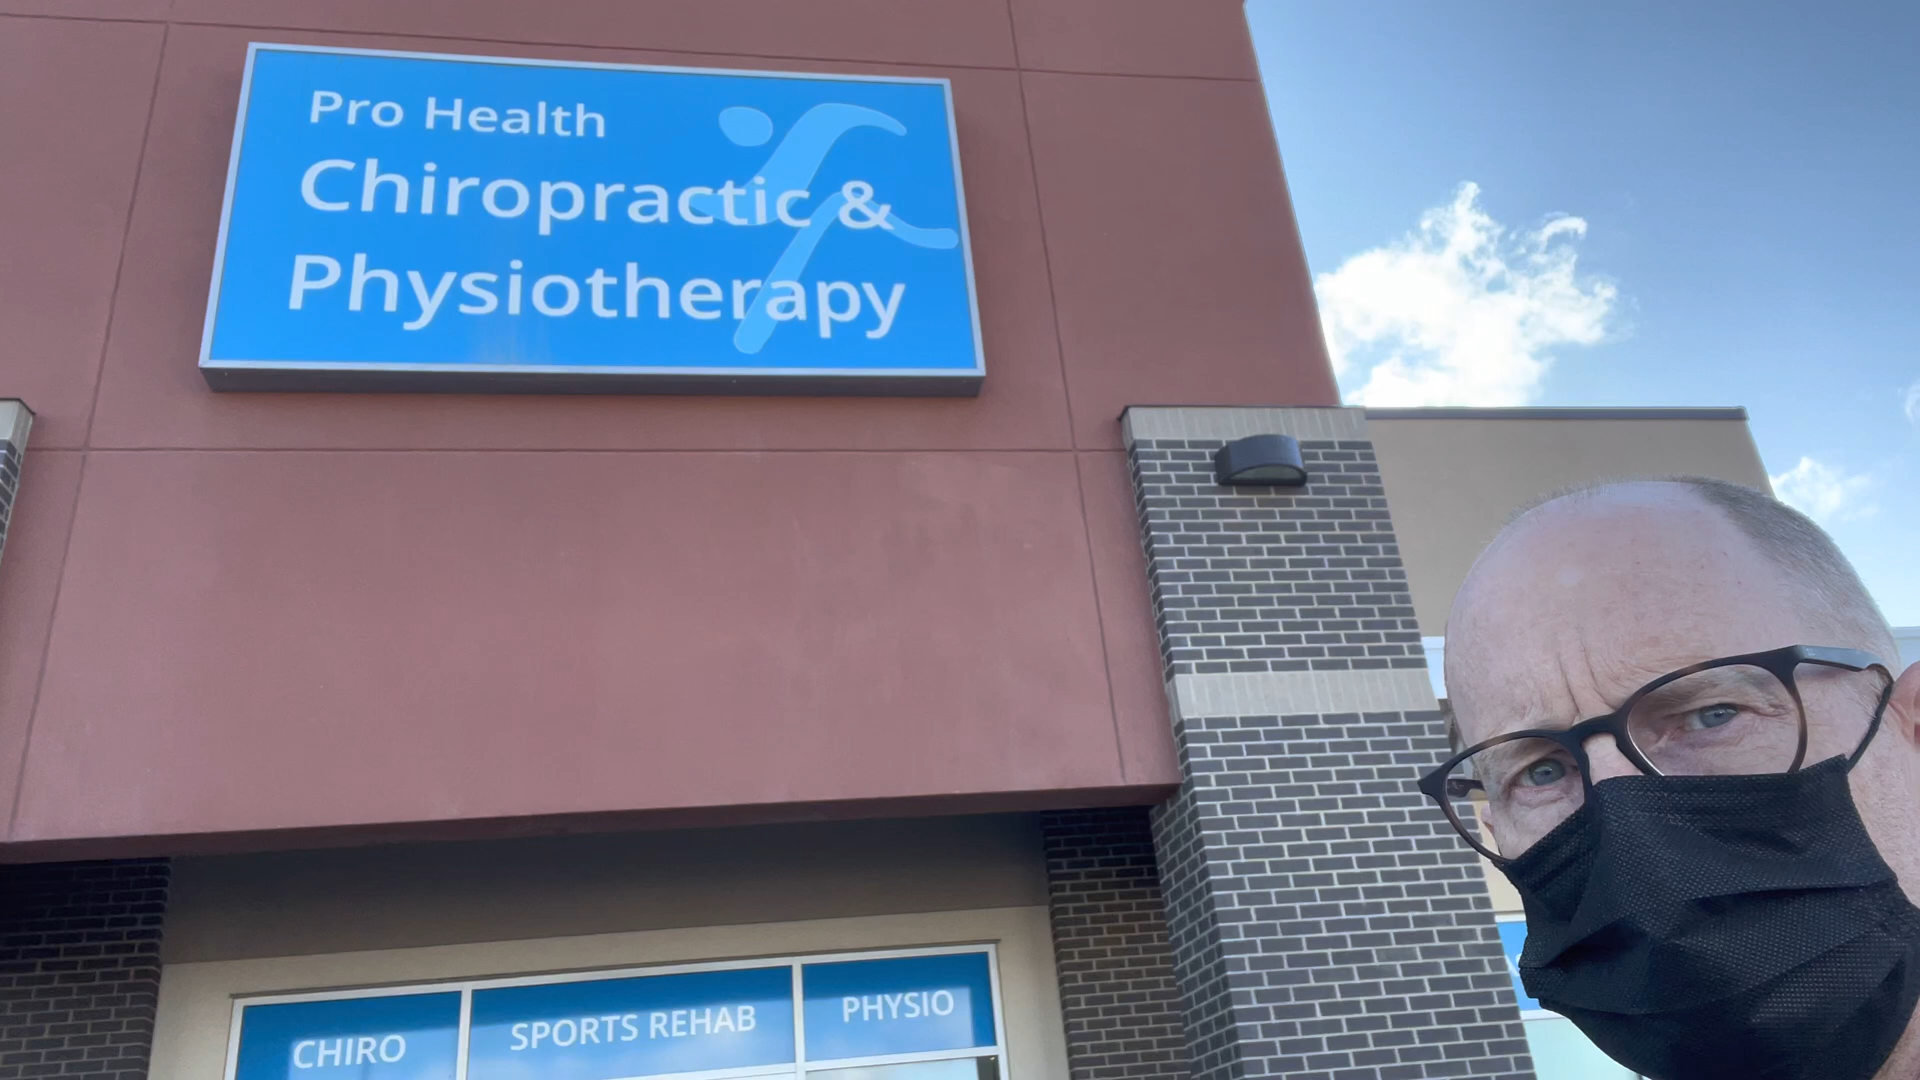 Pro Health
Chiropractic &
Physiotherapy
CHIRO
SPORTS REHAB
PHYSIO